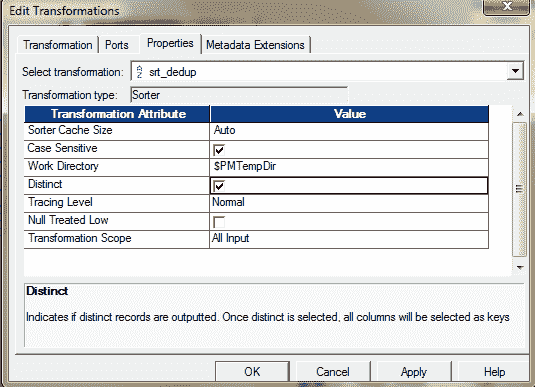 Edit Transformations
Transformation Ports Properties Metadata Extensions
Select transformation: srt_dedup
Transformation type: Sorter
Transformation Attribute Value
Sorter Cache Size Auto
Case Sensitive
Work Directory $PMTempDir
Distinct
Tracing Level Normal
Null Treated Low
Transformation Scope All Input
Distinct
Indicates if distinct records are outputted. Once distinct is selected, all columns will be selected as keys
OK Cancel Apply Help